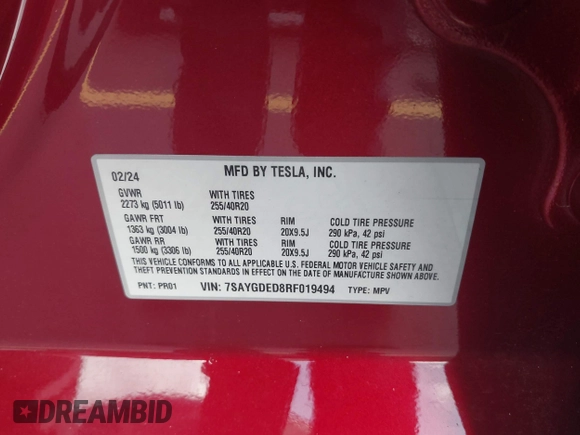 02/24 MFD BY TESLA, INC.
GVWR WITH TIRES
2273 kg (5011 lb) 255/40R20
GAWR FRT WITH TIRES RIM COLD TIRE PRESSURE
1363 kg (3004 lb) 255/40R20 20X9.5J 290 kPa, 42 psi
GAWR RR WITH TIRES RIM COLD TIRE PRESSURE
1500 kg (3306 lb) 255/40R20 20X9.5J 290 kPa, 42 psi
THIS VEHICLE CONFORMS TO ALL APPLICABLE U.S. FEDERAL MOTOR VEHICLE SAFETY AND
THEFT PREVENTION STANDARDS IN EFFECT ON DATE OF MANUFACTURE SHOWN ABOVE.
PNT: PR01 VIN: 7SAYGDED8RF019494 TYPE: MPV
DREAMBID